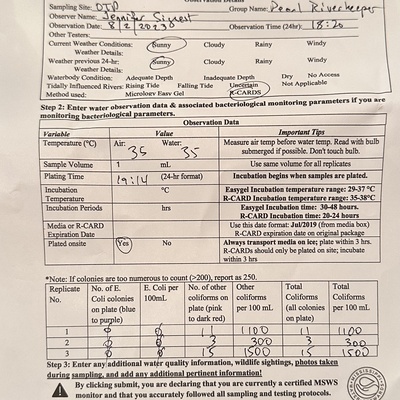 Sampling Site: OTD Group Name: Pearl Riverkeeper
Observer Name: Jennifer
Observation Date: 8/2/2023 Observation Time (24hr): 18:20
Other Testers:
Current Weather Conditions: Sunny Cloudy Rainy Windy
Weather Details:
Weather previous 24-hr: Sunny Cloudy Rainy Windy
Weather Details:
Waterbody Condition: Adequate Depth Inadequate Depth Dry No Access
Tidally Influenced Rivers: Rising Tide Falling Tide Uncertain Not Applicable
Method used: Micrology Easy Gel R-CARDS
Step 2: Enter water observation data & associated bacteriological monitoring parameters if you are
monitoring bacteriological parameters.
Observation Data
Variable Value Important Tips
Temperature (°C) Air: 35 Water: 35 Measure air temp before water temp. Read with bulb
submerged if possible. Don't touch bulb.
Sample Volume 1 mL Use same volume for all replicates
Plating Time 19:14 (24-hr format) Incubation begins when samples are plated.
Incubation Temperature °C Easygel Incubation temperature range: 29-37 °C
R-CARD Incubation temperature range: 35-38°C
Incubation Periods hrs Easygel Incubation time: 30-48 hours.
R-CARD Incubation time: 20-24 hours
Media or R-CARD Expiration Date Use this date format: Jul/2019 (from media box)
R-CARD expiration date on original package
Plated onsite Yes No Always transport media on ice; plate within 3 hrs.
R-CARDs should only be plated on site; incubate
within 3 hrs
*Note: If colonies are too numerous to count (>200), report as 250.
Replicate No. No. of E. Coli colonies on plate (blue to purple) E. Coli per 100mL No. of other coliforms on plate (pink to dark red) Other coliforms per 100 mL Total Coliforms (all colonies on plate) Total Coliforms per 100 mL
1 ϕ ϕ 11 1100 11 1100
2 ϕ ϕ 3 300 3 300
3 ϕ ϕ 15 1500 15 1500
Step 3: Enter any additional water quality information, wildlife sightings, photos taken
during sampling, and add any additional pertinent information!
By clicking submit, you are declaring that you are currently a certified MSWS
monitor and that you accurately followed all sampling and testing protocols.